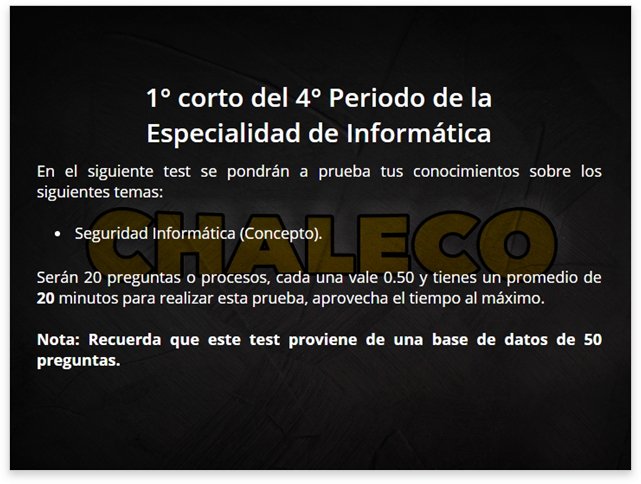 1° corto del 4° Periodo de la
Especialidad de Informática
En el siguiente test se pondrán a prueba tus conocimientos sobre los
siguientes temas:
• Seguridad Informática (Concepto).
CHALECO
Serán 20 preguntas o procesos, cada una vale 0.50 y tienes un promedio de
20 minutos para realizar esta prueba, aprovecha el tiempo al máximo.
Nota: Recuerda que este test proviene de una base de datos de 50
preguntas.